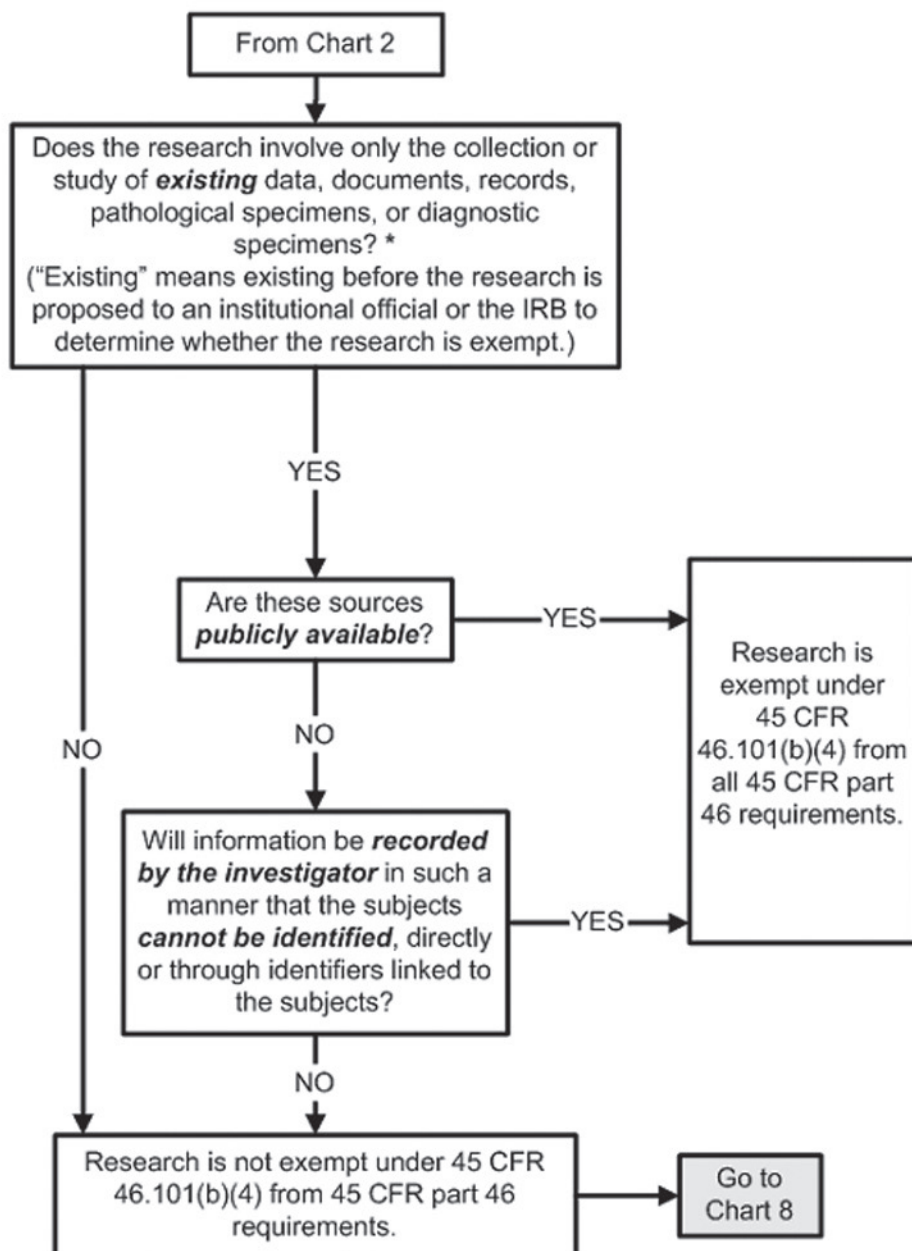 From Chart 2
Does the research involve only the collection or
study of existing data, documents, records,
pathological specimens, or diagnostic
specimens? *
(“Existing” means existing before the research is
proposed to an institutional official or the IRB to
determine whether the research is exempt.)
YES
Are these sources
publicly available?
YES
Research is
exempt under
45 CFR
46.101(b)(4) from
all 45 CFR part
46 requirements.
NO
NO
Will information be recorded
by the investigator in such a
manner that the subjects
cannot be identified, directly
or through identifiers linked to
the subjects?
YES
NO
Research is not exempt under 45 CFR
46.101(b)(4) from 45 CFR part 46
requirements.
Go to
Chart 8